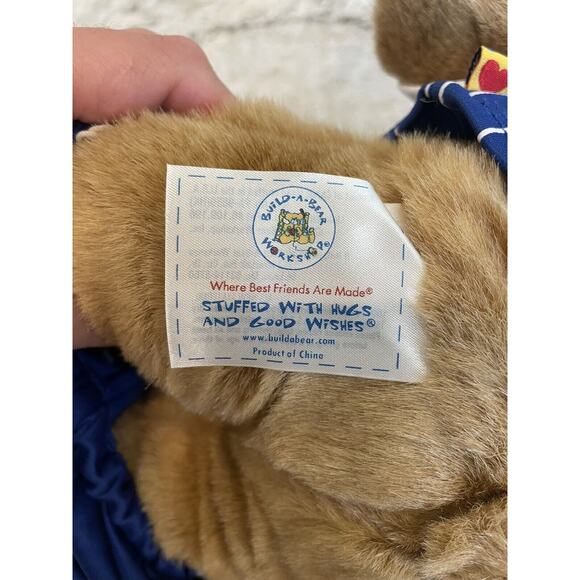 BUILD-A-BEAR
WORKSHOP®
Where Best Friends Are Made®
STUFFED WITH HUGS
AND GOOD WISHES®
www.buildabear.com
Product of China